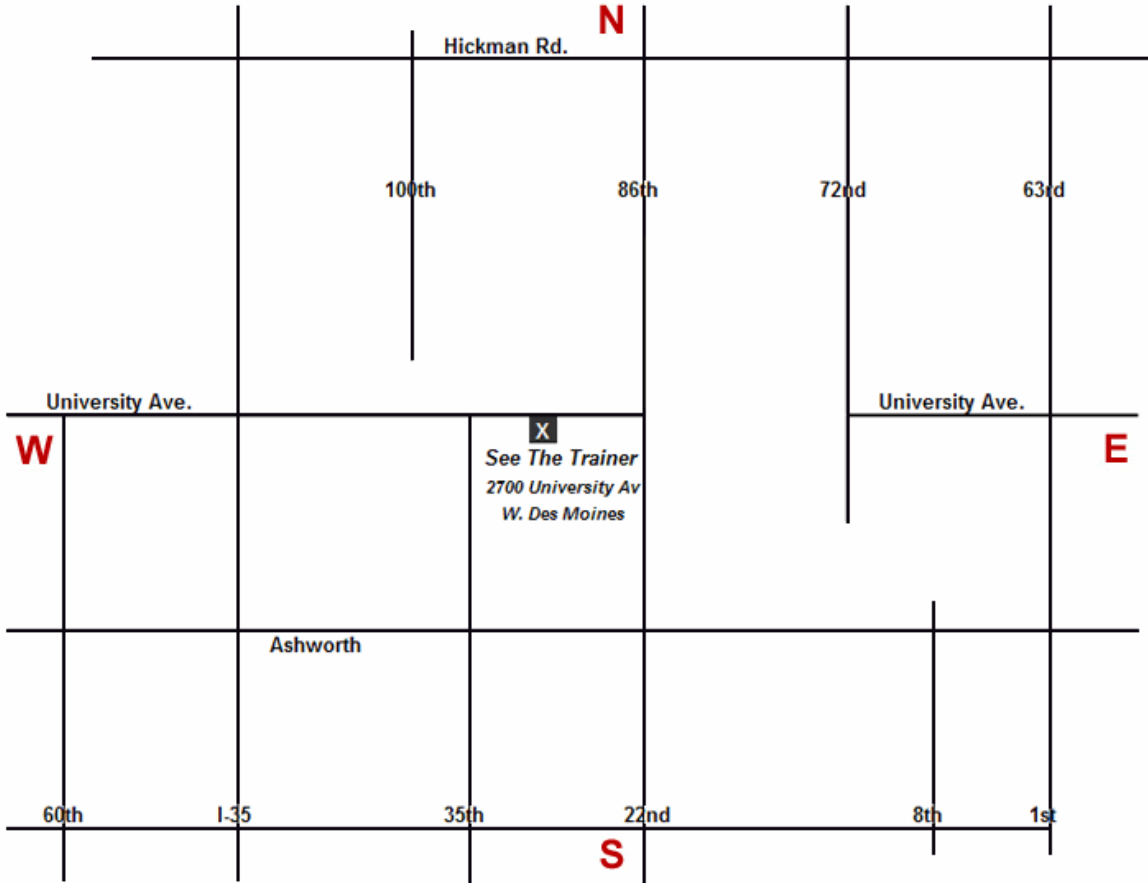 N
Hickman Rd.
100th
86th
72nd
63rd
University Ave.
University Ave.
W
X
E
See The Trainer
2700 University Av
W. Des Moines
Ashworth
60th
I-35
35th
22nd
8th
1st
S